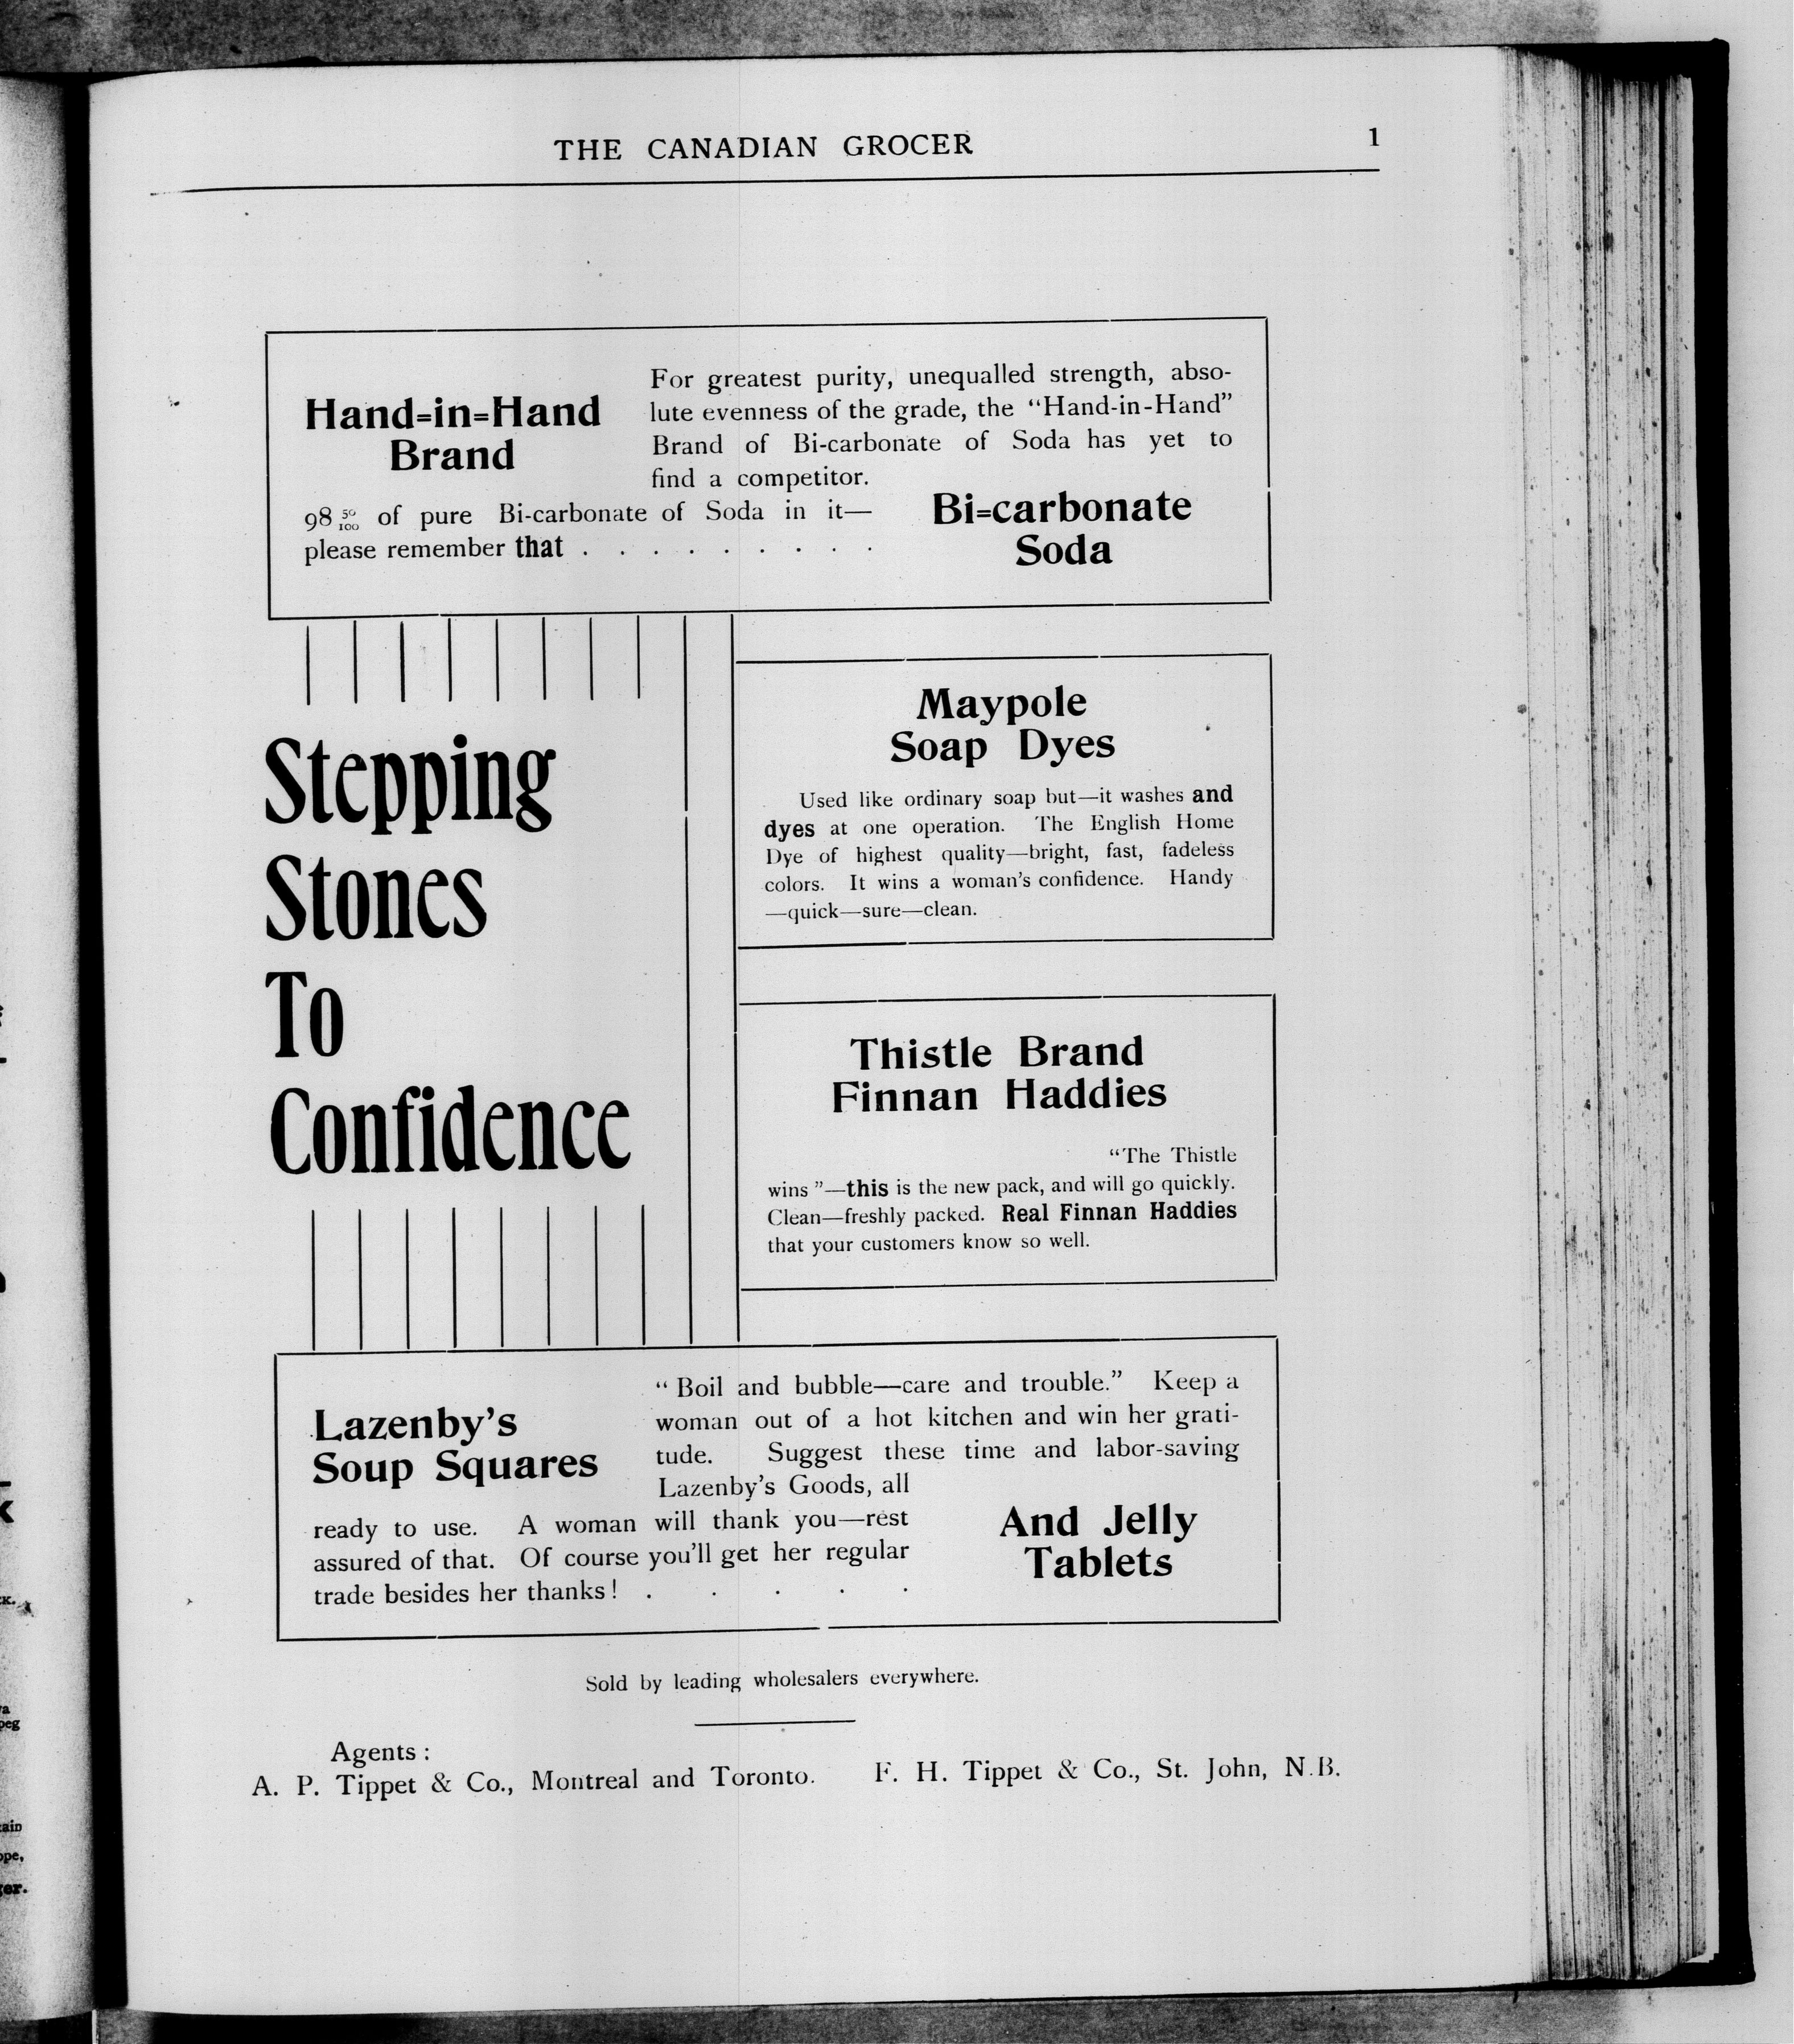 THE CANADIAN GROCER
1
Hand=in=Hand
Brand
For greatest purity, unequalled strength, abso-
lute evenness of the grade, the "Hand-in-Hand"
Brand of Bi-carbonate of Soda has yet to
find a competitor.
98 50/100 of pure Bi-carbonate of Soda in it—
please remember that . . . . . . . . .
Bi=carbonate
Soda
Stepping
Stones
To
Confidence
Maypole
Soap Dyes
Used like ordinary soap but—it washes and
dyes at one operation. The English Home
Dye of highest quality—bright, fast, fadeless
colors. It wins a woman's confidence. Handy
—quick—sure—clean.
Thistle Brand
Finnan Haddies
"The Thistle
wins"—this is the new pack, and will go quickly.
Clean—freshly packed. Real Finnan Haddies
that your customers know so well.
Lazenby's
Soup Squares
"Boil and bubble—care and trouble." Keep a
woman out of a hot kitchen and win her grati-
tude. Suggest these time and labor-saving
Lazenby's Goods, all
ready to use. A woman will thank you—rest
assured of that. Of course you'll get her regular
trade besides her thanks! . . . . .
And Jelly
Tablets
Sold by leading wholesalers everywhere.
Agents:
A. P. Tippet & Co., Montreal and Toronto.
F. H. Tippet & Co., St. John, N.B.